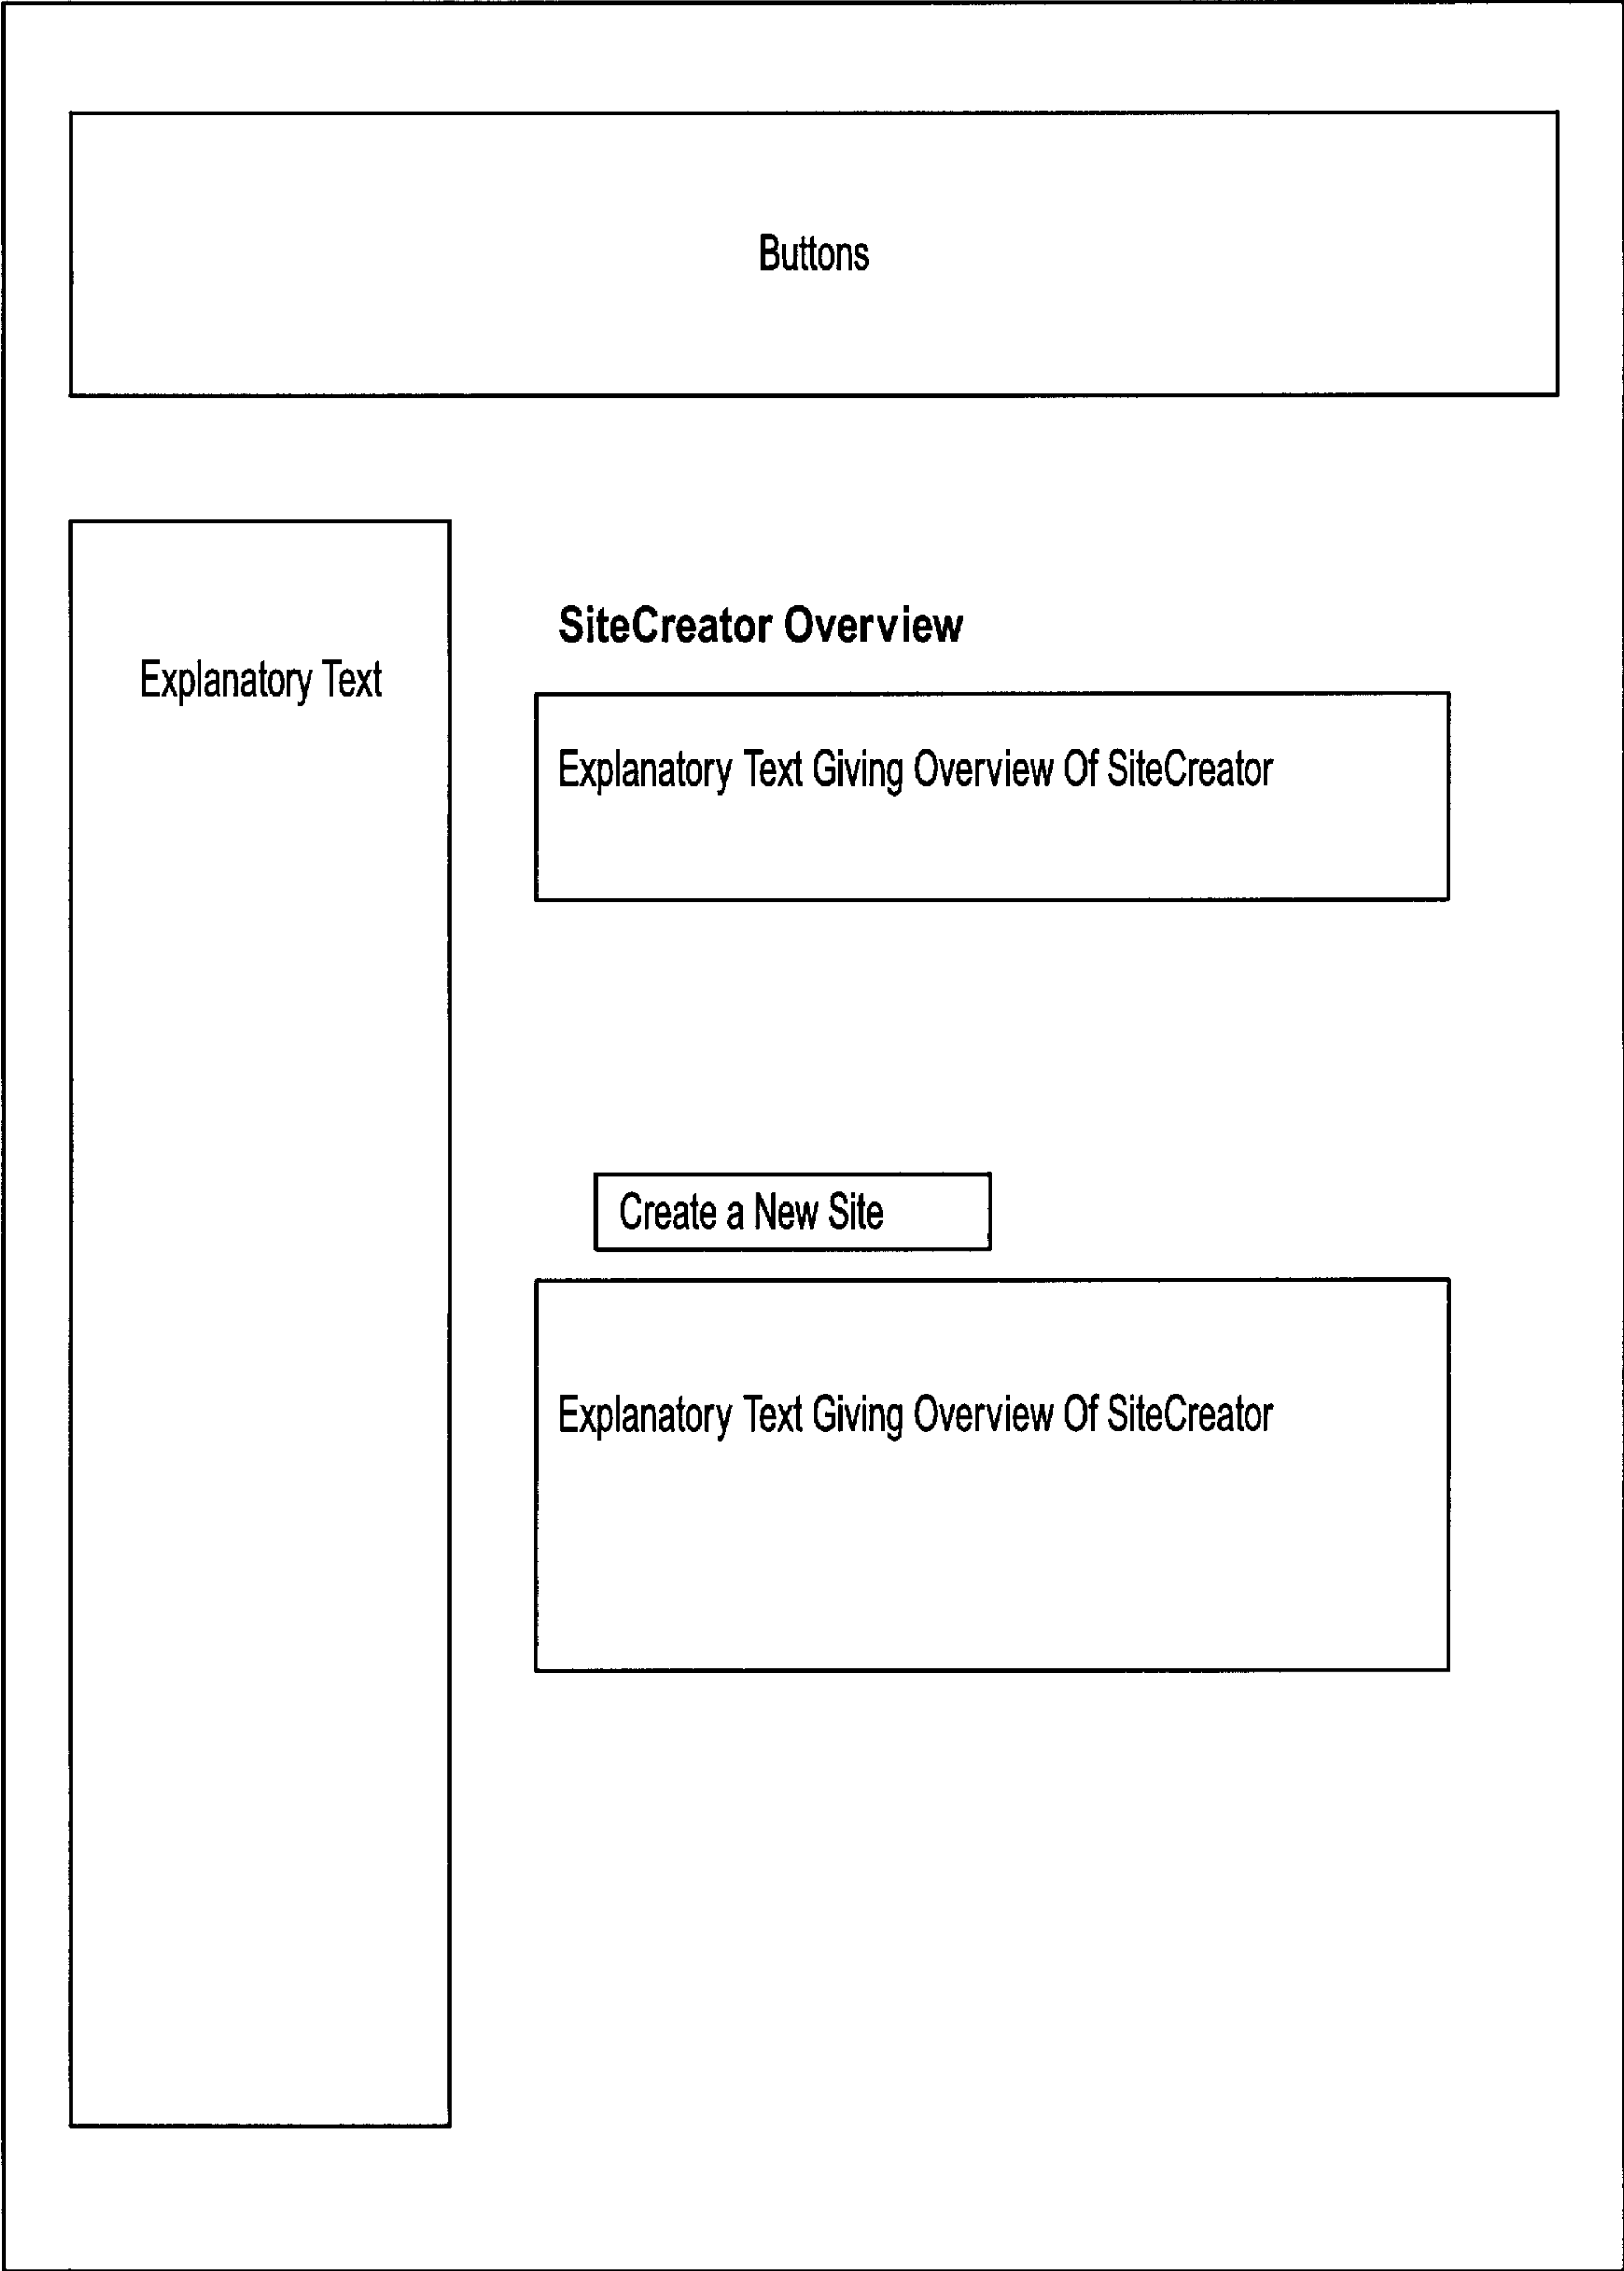 Buttons
Explanatory Text
SiteCreator Overview
Explanatory Text Giving Overview Of SiteCreator
Create a New Site
Explanatory Text Giving Overview Of SiteCreator